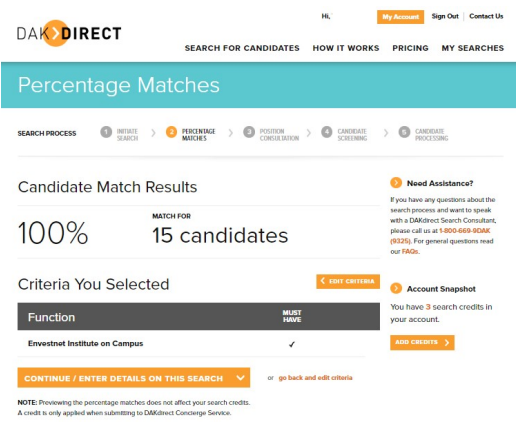 Hi,
My Account
Sign Out
Contact Us
DAK DIRECT
SEARCH FOR CANDIDATES
HOW IT WORKS
PRICING
MY SEARCHES
Percentage Matches
SEARCH PROCESS
1 INITIATE
SEARCH
2 PERCENTAGE
MATCHES
3 POSITION
CONSULTATION
4 CANDIDATE
SCREENING
5 CANDIDATE
PROCESSING
Candidate Match Results
100%
MATCH FOR
15 candidates
Criteria You Selected
EDIT CRITERIA
Function
MUST
HAVE
Envestnet Institute on Campus ✓
CONTINUE / ENTER DETAILS ON THIS SEARCH
or go back and edit criteria
NOTE: Previewing the percentage matches does not affect your search credits.
A credit is only applied when submitting to DAKdirect Concierge Service.
Need Assistance?
If you have any questions about the
search process and want to speak
with a DAKdirect Search Consultant,
please call us at 1-800-669-9DAK
(9325). For general questions read
our FAQs.
Account Snapshot
You have 3 search credits in
your account.
ADD CREDITS